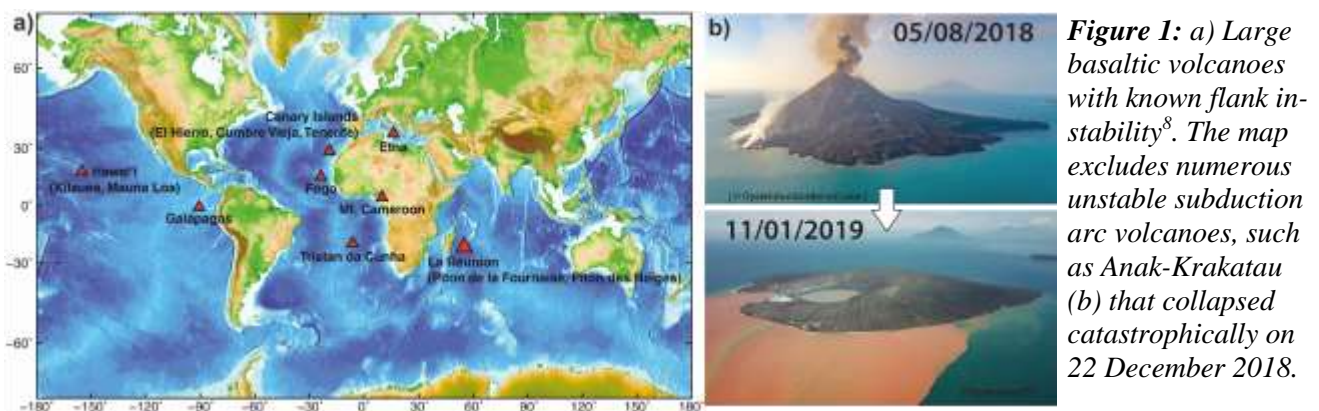 a)
60°
30°
0°
−30°
−60°
−180°
−150°
−120°
−90°
−60°
−30°
0°
30°
60°
90°
120°
150°
180°
Canary Islands
(El Hierro, Cumbre Vieja, Tenerife)
Etna
Hawai'i
(Kilauea, Mauna Loa)
Fogo
Mt. Cameroon
Galapagos
Tristan da Cunha
La Réunion
(Piton de la Fournaise, Piton des Neiges)
b)
05/08/2018
11/01/2019
Figure 1: a) Large
basaltic volcanoes
with known flank in-
stability8. The map
excludes numerous
unstable subduction
arc volcanoes, such
as Anak-Krakatau
(b) that collapsed
catastrophically on
22 December 2018.